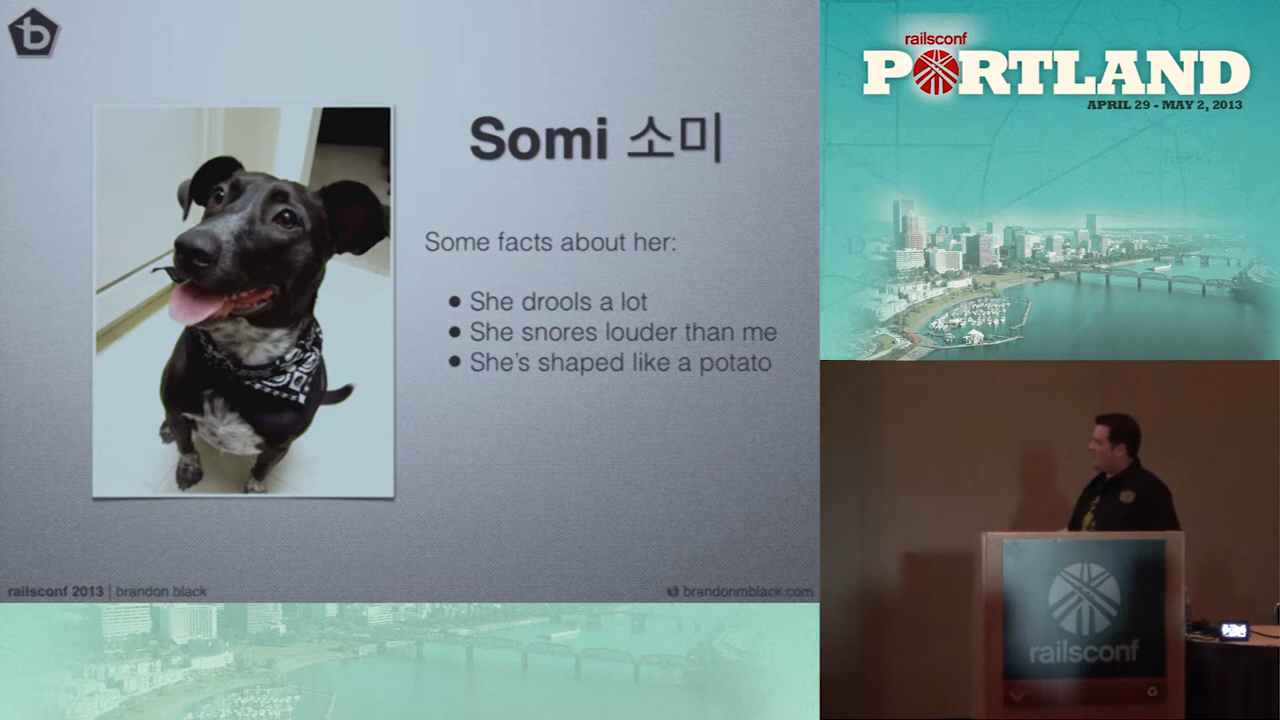 b
Somi 소미
Some facts about her:
● She drools a lot
● She snores louder than me
● She's shaped like a potato
railsconf 2013 | brandon black
brandonmblack.com
railsconf
PORTLAND
APRIL 29 - MAY 2, 2013
railsconf